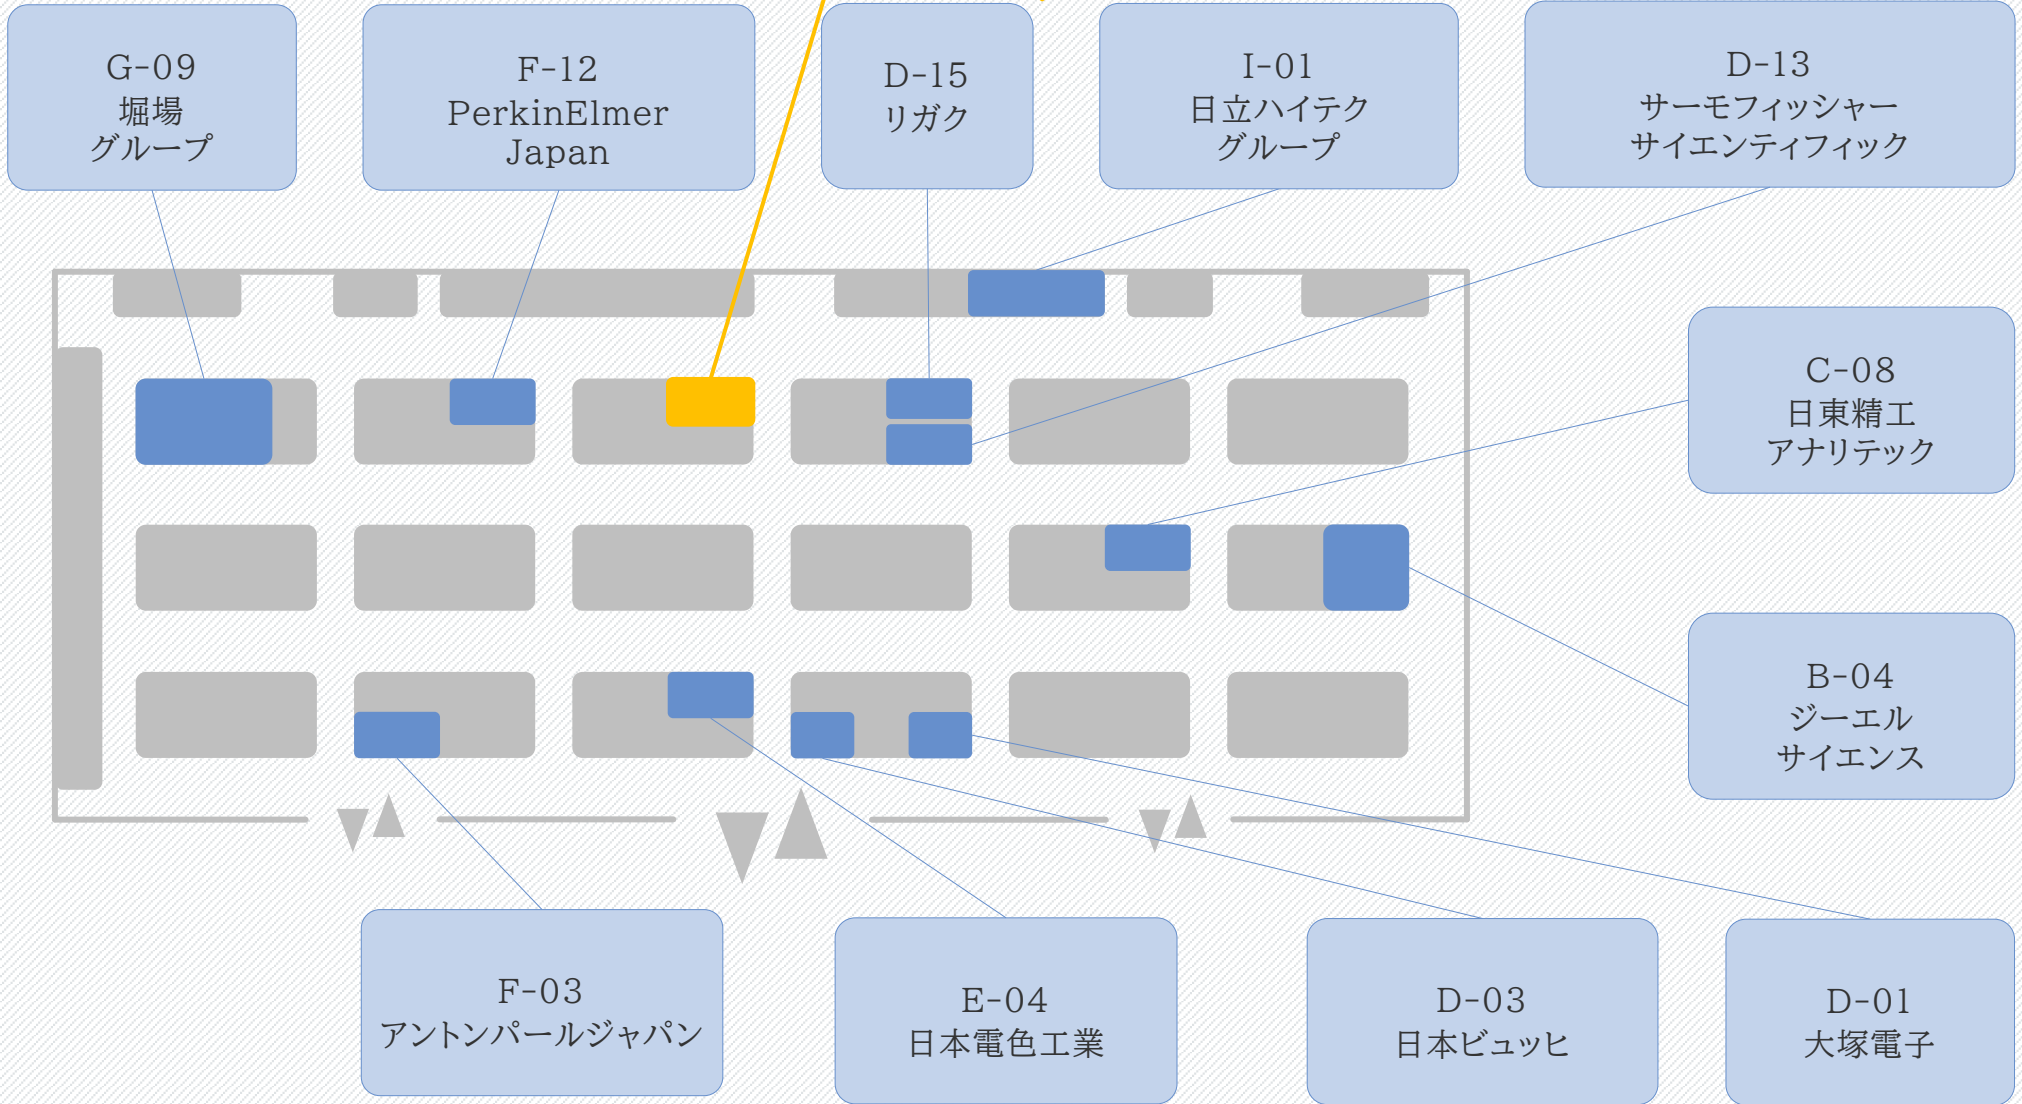 G-09
堀場
グループ
F-12
PerkinElmer
Japan
D-15
リガク
I-01
日立ハイテク
グループ
D-13
サーモフィッシャー
サイエンティフィック
C-08
日東精工
アナリテック
B-04
ジーエル
サイエンス
F-03
アントンパールジャパン
E-04
日本電色工業
D-03
日本ビュッヒ
D-01
大塚電子